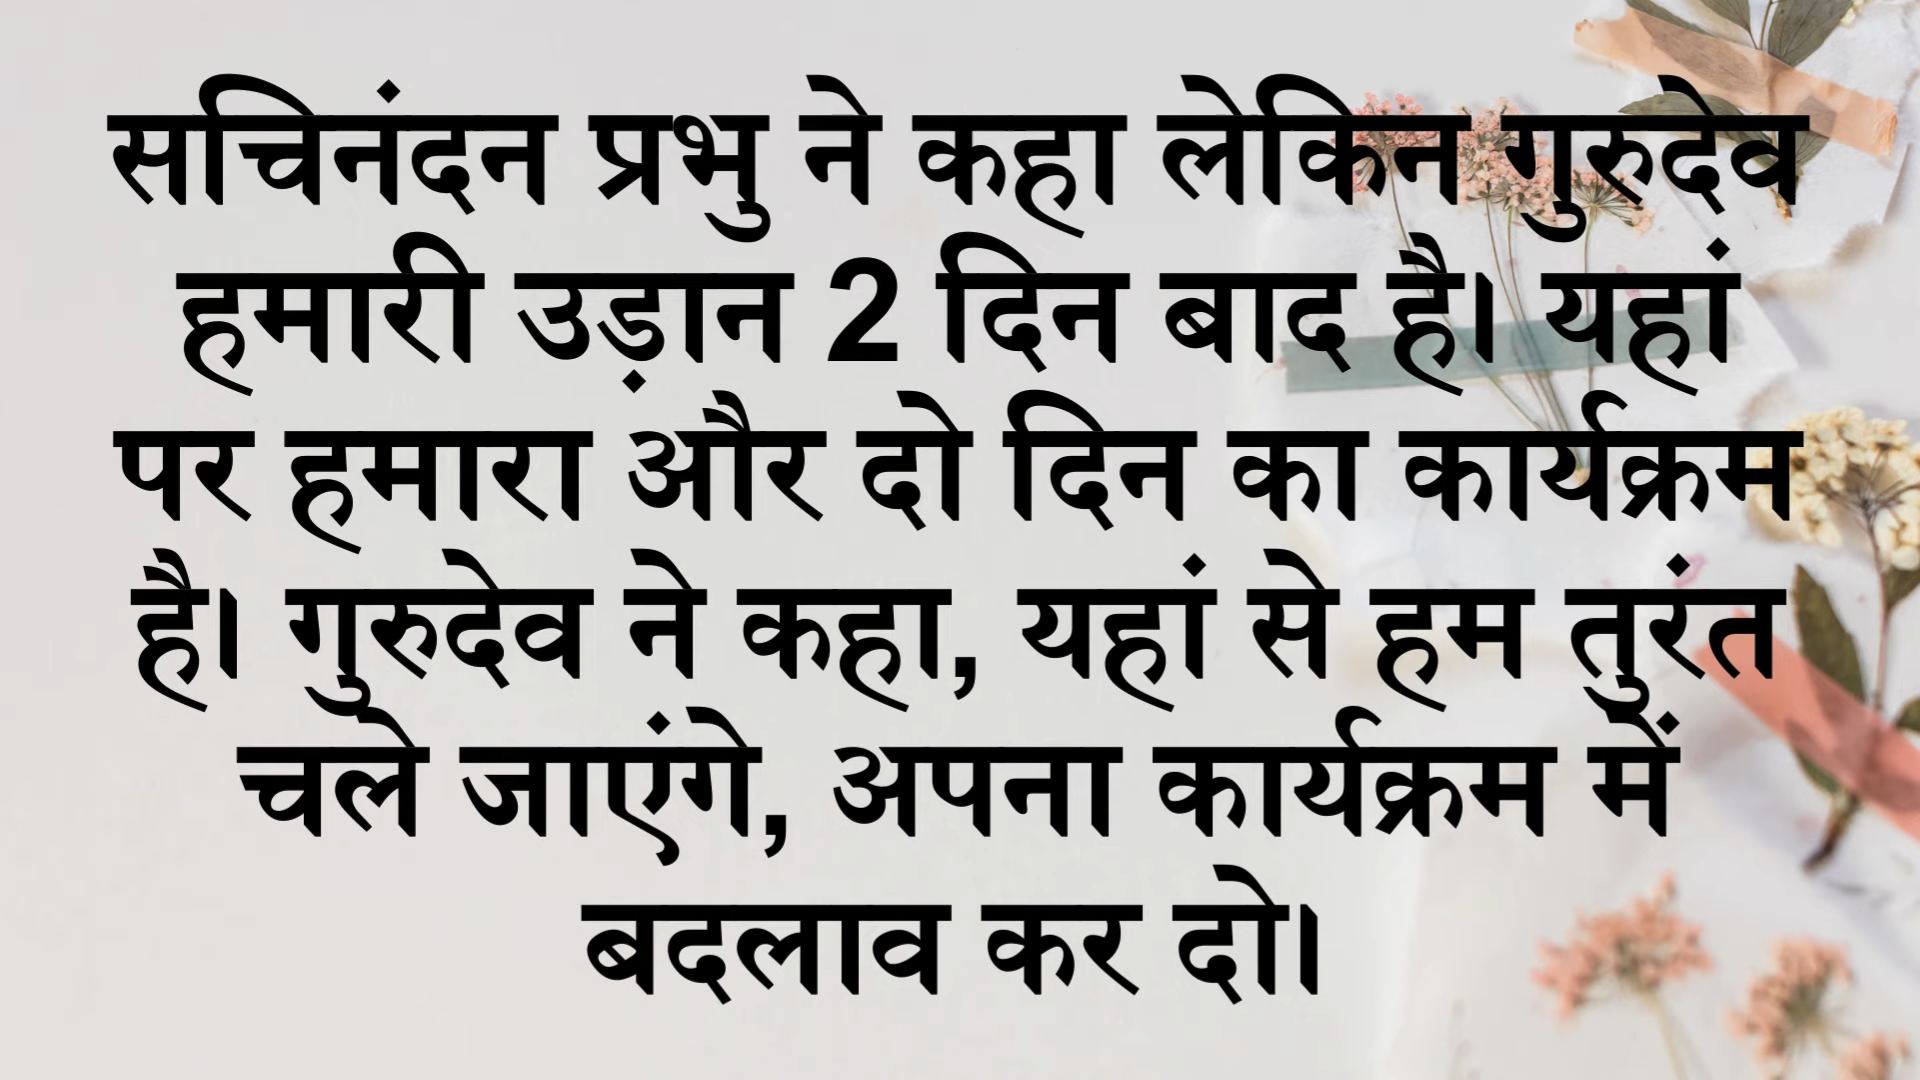 सचिनंदन प्रभु ने कहा लेकिन गुरुदेव
हमारी उड़ान 2 दिन बाद है। यहां
पर हमारा और दो दिन का कार्यक्रम
है। गुरुदेव ने कहा, यहां से हम तुरंत
चले जाएंगे, अपना कार्यक्रम में
बदलाव कर दो।